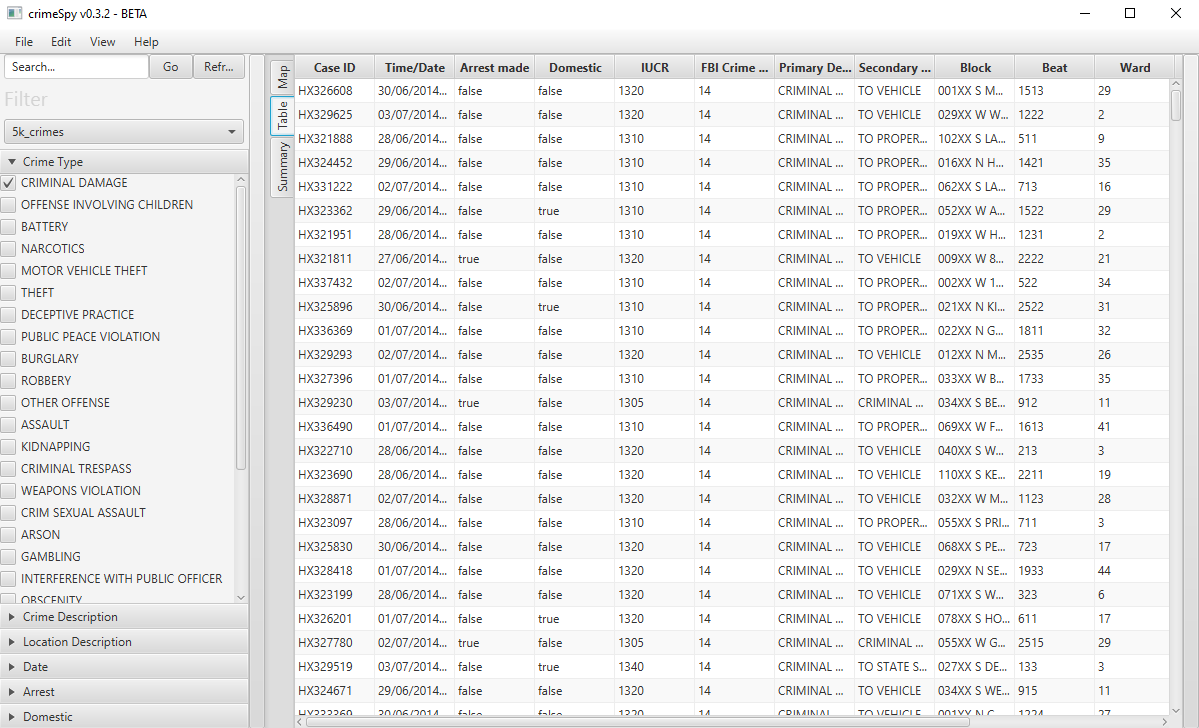 crimeSpy v0.3.2 - BETA
File Edit View Help
Search... Go Refr...
Filter
5k_crimes
Crime Type
CRIMINAL DAMAGE
OFFENSE INVOLVING CHILDREN
BATTERY
NARCOTICS
MOTOR VEHICLE THEFT
THEFT
DECEPTIVE PRACTICE
PUBLIC PEACE VIOLATION
BURGLARY
ROBBERY
OTHER OFFENSE
ASSAULT
KIDNAPPING
CRIMINAL TRESPASS
WEAPONS VIOLATION
CRIM SEXUAL ASSAULT
ARSON
GAMBLING
INTERFERENCE WITH PUBLIC OFFICER
OBSCENITY
Crime Description
Location Description
Date
Arrest
Domestic
Map
Table
Summary
Case ID Time/Date Arrest made Domestic IUCR FBI Crime ... Primary De... Secondary ... Block Beat Ward
HX326608 30/06/2014... false false 1320 14 CRIMINAL ... TO VEHICLE 001XX S M... 1513 29
HX329625 03/07/2014... false false 1320 14 CRIMINAL ... TO VEHICLE 029XX W W... 1222 2
HX321888 28/06/2014... false false 1310 14 CRIMINAL ... TO PROPER... 102XX S LA... 511 9
HX324452 29/06/2014... false false 1310 14 CRIMINAL ... TO PROPER... 016XX N H... 1421 35
HX331222 02/07/2014... false false 1310 14 CRIMINAL ... TO PROPER... 062XX S LA... 713 16
HX323362 29/06/2014... false true 1310 14 CRIMINAL ... TO PROPER... 052XX W A... 1522 29
HX321951 28/06/2014... false false 1310 14 CRIMINAL ... TO PROPER... 019XX W H... 1231 2
HX321811 27/06/2014... true false 1320 14 CRIMINAL ... TO VEHICLE 009XX W 8... 2222 21
HX337432 02/07/2014... false false 1310 14 CRIMINAL ... TO PROPER... 002XX W 1... 522 34
HX325896 30/06/2014... false true 1310 14 CRIMINAL ... TO PROPER... 021XX N KI... 2522 31
HX336369 01/07/2014... false false 1310 14 CRIMINAL ... TO PROPER... 022XX N G... 1811 32
HX329293 02/07/2014... false false 1320 14 CRIMINAL ... TO VEHICLE 012XX N M... 2535 26
HX327396 01/07/2014... false false 1310 14 CRIMINAL ... TO PROPER... 033XX W B... 1733 35
HX329230 03/07/2014... true false 1305 14 CRIMINAL ... CRIMINAL ... 034XX S BE... 912 11
HX336490 01/07/2014... false false 1310 14 CRIMINAL ... TO PROPER... 069XX W F... 1613 41
HX322710 28/06/2014... false false 1320 14 CRIMINAL ... TO VEHICLE 040XX S W... 213 3
HX323690 28/06/2014... false false 1320 14 CRIMINAL ... TO VEHICLE 110XX S KE... 2211 19
HX328871 02/07/2014... false false 1320 14 CRIMINAL ... TO VEHICLE 032XX W M... 1123 28
HX323097 28/06/2014... false false 1310 14 CRIMINAL ... TO PROPER... 055XX S PRI... 711 3
HX325830 30/06/2014... false false 1320 14 CRIMINAL ... TO VEHICLE 068XX S PE... 723 17
HX328418 01/07/2014... false false 1320 14 CRIMINAL ... TO VEHICLE 029XX N SE... 1933 44
HX323199 28/06/2014... false false 1320 14 CRIMINAL ... TO VEHICLE 071XX S W... 323 6
HX326201 01/07/2014... false true 1320 14 CRIMINAL ... TO VEHICLE 078XX S HO... 611 17
HX327780 02/07/2014... true false 1305 14 CRIMINAL ... CRIMINAL ... 055XX W G... 2515 29
HX329519 03/07/2014... false true 1340 14 CRIMINAL ... TO STATE S... 027XX S DE... 133 3
HX324671 29/06/2014... false false 1320 14 CRIMINAL ... TO VEHICLE 034XX S WE... 915 11
30/06/2014... false false 1320 14 CRIMINAL ... TO VEHICLE 1224 27